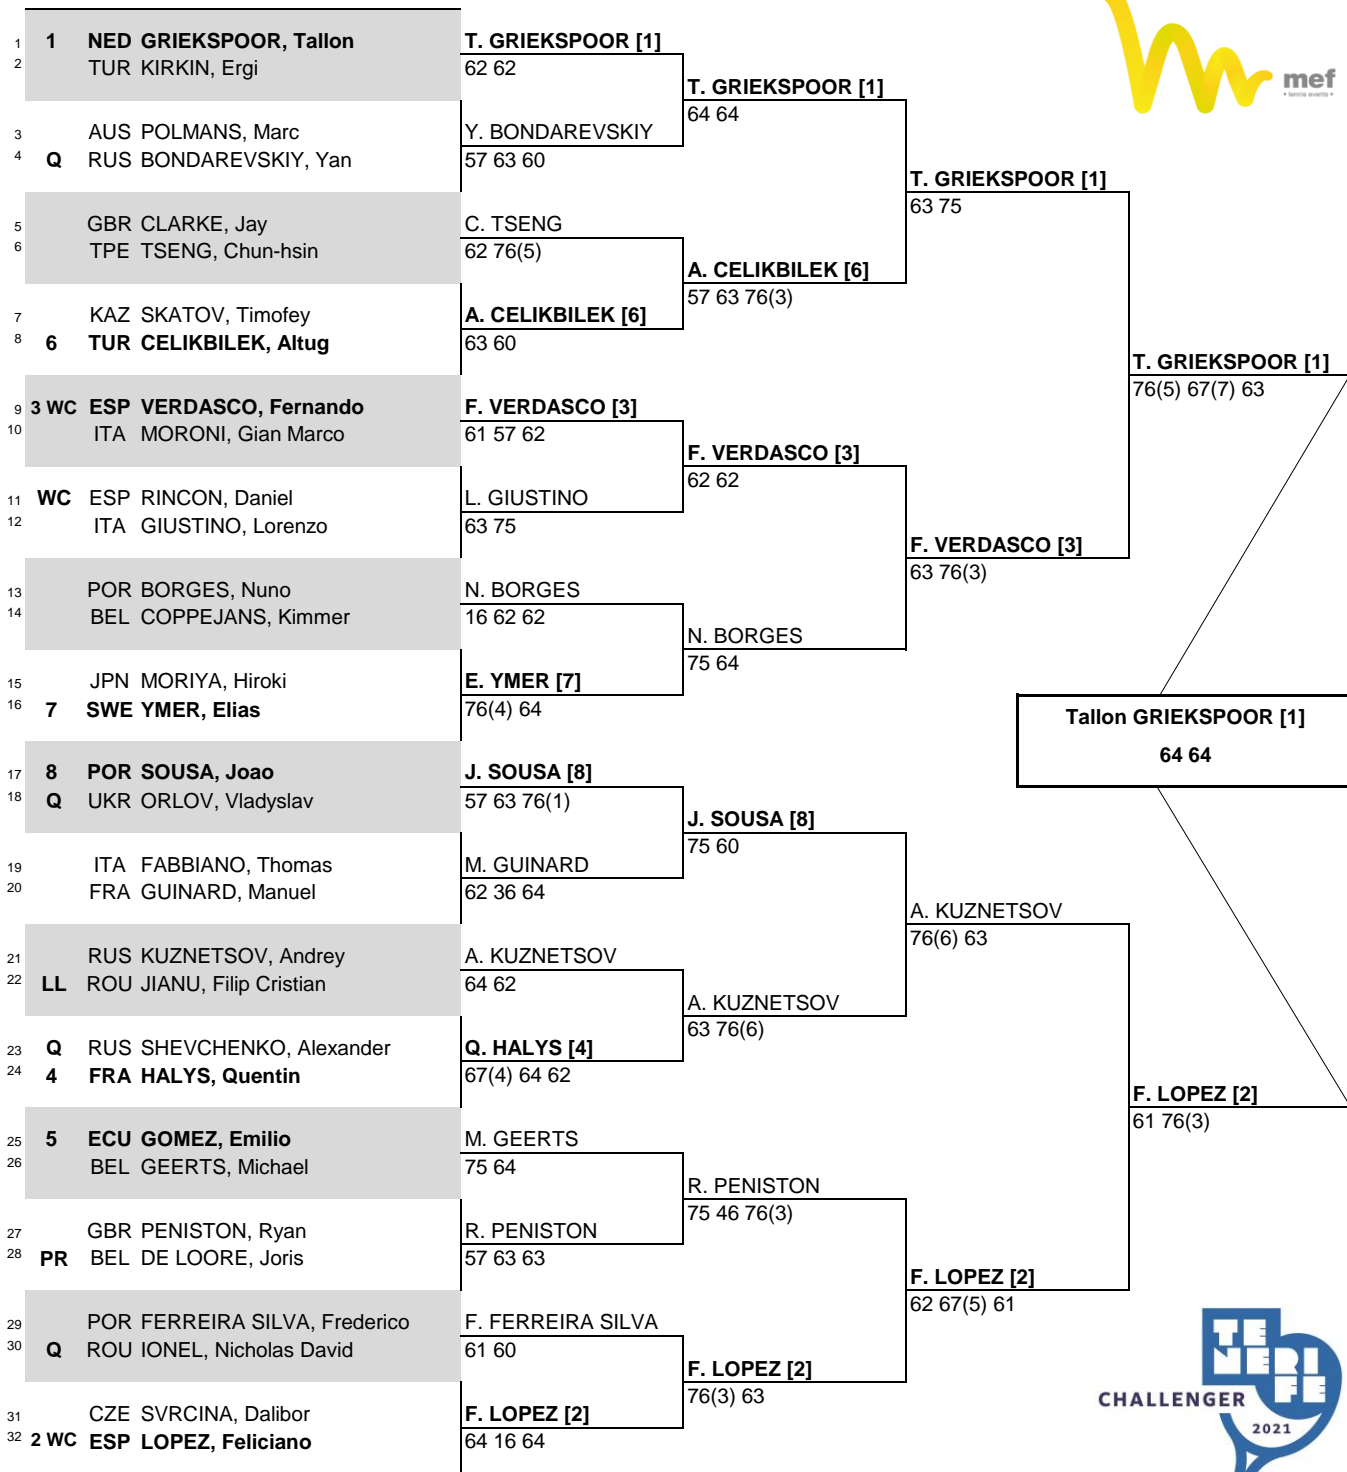 1 1 NED GRIEKSPOOR, Tallon
2 TUR KIRKIN, Ergi
3 AUS POLMANS, Marc
4 Q RUS BONDAREVSKIY, Yan
5 GBR CLARKE, Jay
6 TPE TSENG, Chun-hsin
7 KAZ SKATOV, Timofey
8 6 TUR CELIKBILEK, Altug
9 3 WC ESP VERDASCO, Fernando
10 ITA MORONI, Gian Marco
11 WC ESP RINCON, Daniel
12 ITA GIUSTINO, Lorenzo
13 POR BORGES, Nuno
14 BEL COPPEJANS, Kimmer
15 JPN MORIYA, Hiroki
16 7 SWE YMER, Elias
17 8 POR SOUSA, Joao
18 Q UKR ORLOV, Vladyslav
19 ITA FABBIANO, Thomas
20 FRA GUINARD, Manuel
21 RUS KUZNETSOV, Andrey
22 LL ROU JIANU, Filip Cristian
23 Q RUS SHEVCHENKO, Alexander
24 4 FRA HALYS, Quentin
25 5 ECU GOMEZ, Emilio
26 BEL GEERTS, Michael
27 GBR PENISTON, Ryan
28 PR BEL DE LOORE, Joris
29 POR FERREIRA SILVA, Frederico
30 Q ROU IONEL, Nicholas David
31 CZE SVRCINA, Dalibor
32 2 WC ESP LOPEZ, Feliciano
T. GRIEKSPOOR [1]
62 62
Y. BONDAREVSKIY
57 63 60
C. TSENG
62 76(5)
A. CELIKBILEK [6]
63 60
F. VERDASCO [3]
61 57 62
L. GIUSTINO
63 75
N. BORGES
16 62 62
E. YMER [7]
76(4) 64
J. SOUSA [8]
57 63 76(1)
M. GUINARD
62 36 64
A. KUZNETSOV
64 62
Q. HALYS [4]
67(4) 64 62
M. GEERTS
75 64
R. PENISTON
57 63 63
F. FERREIRA SILVA
61 60
F. LOPEZ [2]
64 16 64
T. GRIEKSPOOR [1]
64 64
A. CELIKBILEK [6]
57 63 76(3)
F. VERDASCO [3]
62 62
N. BORGES
75 64
J. SOUSA [8]
75 60
A. KUZNETSOV
63 76(6)
R. PENISTON
75 46 76(3)
F. LOPEZ [2]
76(3) 63
T. GRIEKSPOOR [1]
63 75
F. VERDASCO [3]
63 76(3)
A. KUZNETSOV
76(6) 63
F. LOPEZ [2]
62 67(5) 61
T. GRIEKSPOOR [1]
76(5) 67(7) 63
F. LOPEZ [2]
61 76(3)
Tallon GRIEKSPOOR [1]
64 64
mef
• tennis events •
TE
NERI
FE
CHALLENGER
2021